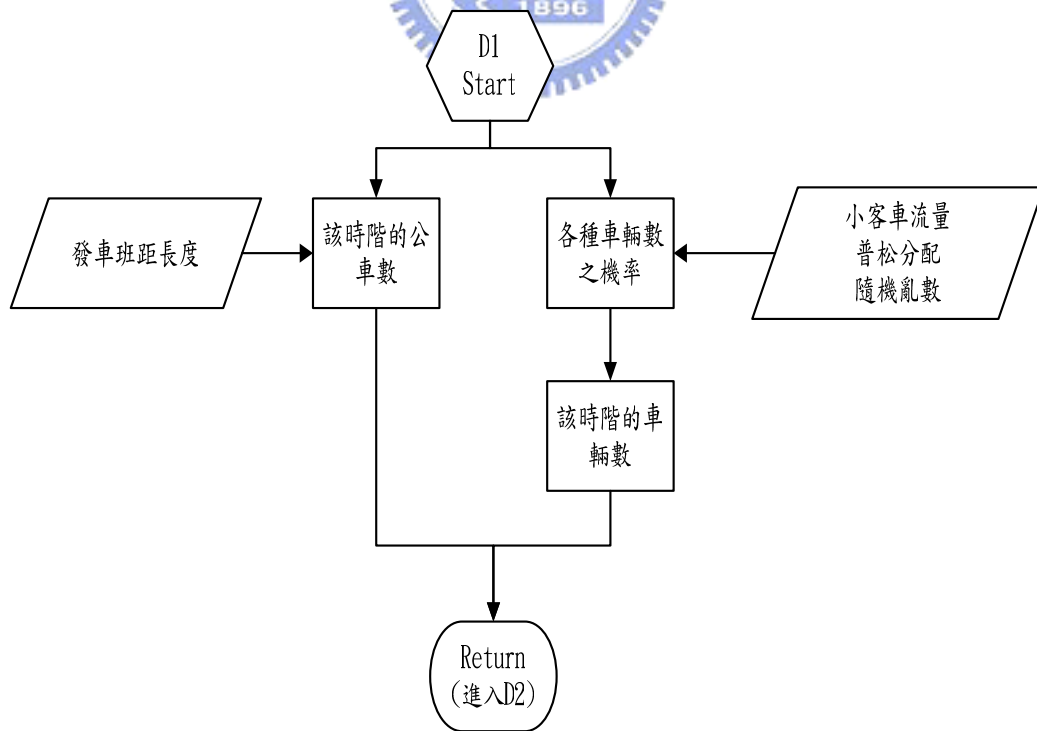 1896
D1
Start
發車班距長度
該時階的公
車數
各種車輛數
之機率
小客車流量
普松分配
隨機亂數
該時階的車
輛數
Return
(進入D2)